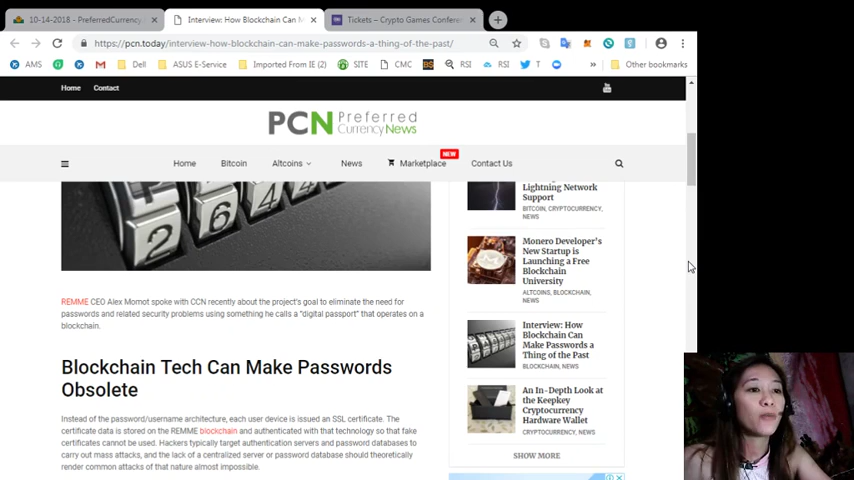 10-14-2018 - PreferredCurrency
Interview: How Blockchain Can M
Tickets – Crypto Games Confere
https://pcn.today/interview-how-blockchain-can-make-passwords-a-thing-of-the-past/
AMS
Dell
ASUS E-Service
Imported From IE (2)
SITE
CMC
RSI
RSI
T
»
Other bookmarks
Home
Contact
PCN Preferred
CurrencyNews
NEW
Home
Bitcoin
Altcoins
News
Marketplace
Contact Us
2 6 4 4
Lightning Network
Support
BITCOIN, CRYPTOCURRENCY,
NEWS
Monero Developer's
New Startup is
Launching a Free
Blockchain
University
ALTCOINS, BLOCKCHAIN,
NEWS
Interview: How
Blockchain Can
Make Passwords a
Thing of the Past
BLOCKCHAIN, NEWS
An In-Depth Look at
the Keepkey
Cryptocurrency
Hardware Wallet
CRYPTOCURRENCY, NEWS
SHOW MORE
REMME CEO Alex Momot spoke with CCN recently about the project's goal to eliminate the need for
passwords and related security problems using something he calls a "digital passport" that operates on a
blockchain.
Blockchain Tech Can Make Passwords
Obsolete
Instead of the password/username architecture, each user device is issued an SSL certificate. The
certificate data is stored on the REMME blockchain and authenticated with that technology so that fake
certificates cannot be used. Hackers typically target authentication servers and password databases to
carry out mass attacks, and the lack of a centralized server or password database should theoretically
render common attacks of that nature almost impossible.